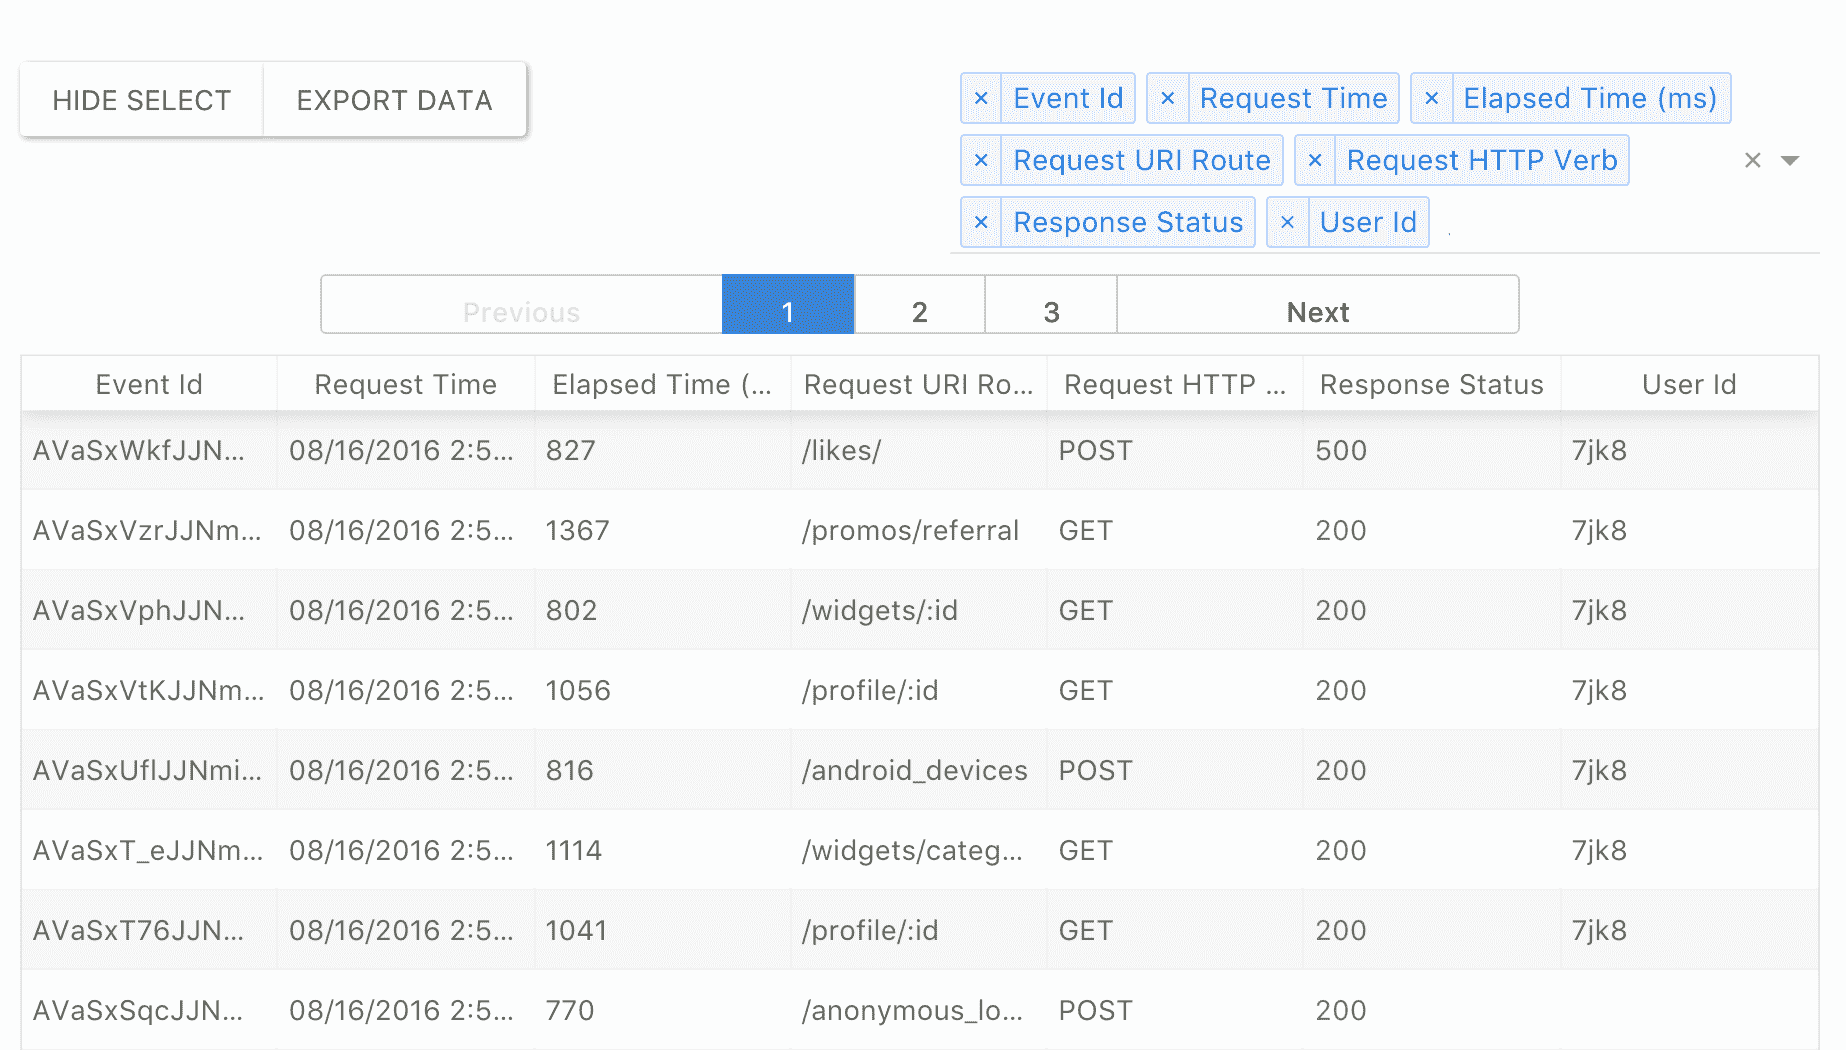 HIDE SELECT EXPORT DATA
× Event Id × Request Time × Elapsed Time (ms)
× Request URI Route × Request HTTP Verb ×
× Response Status × User Id
Previous 1 2 3 Next
Event Id Request Time Elapsed Time (... Request URI Ro... Request HTTP ... Response Status User Id
AVaSxWkfJJN... 08/16/2016 2:5... 827 /likes/ POST 500 7jk8
AVaSxVzrJJNm... 08/16/2016 2:5... 1367 /promos/referral GET 200 7jk8
AVaSxVphJJN... 08/16/2016 2:5... 802 /widgets/:id GET 200 7jk8
AVaSxVtKJJNm... 08/16/2016 2:5... 1056 /profile/:id GET 200 7jk8
AVaSxUflJJNmi... 08/16/2016 2:5... 816 /android_devices POST 200 7jk8
AVaSxT_eJJNm... 08/16/2016 2:5... 1114 /widgets/categ... GET 200 7jk8
AVaSxT76JJN... 08/16/2016 2:5... 1041 /profile/:id GET 200 7jk8
AVaSxSqcJJN... 08/16/2016 2:5... 770 /anonymous_lo... POST 200